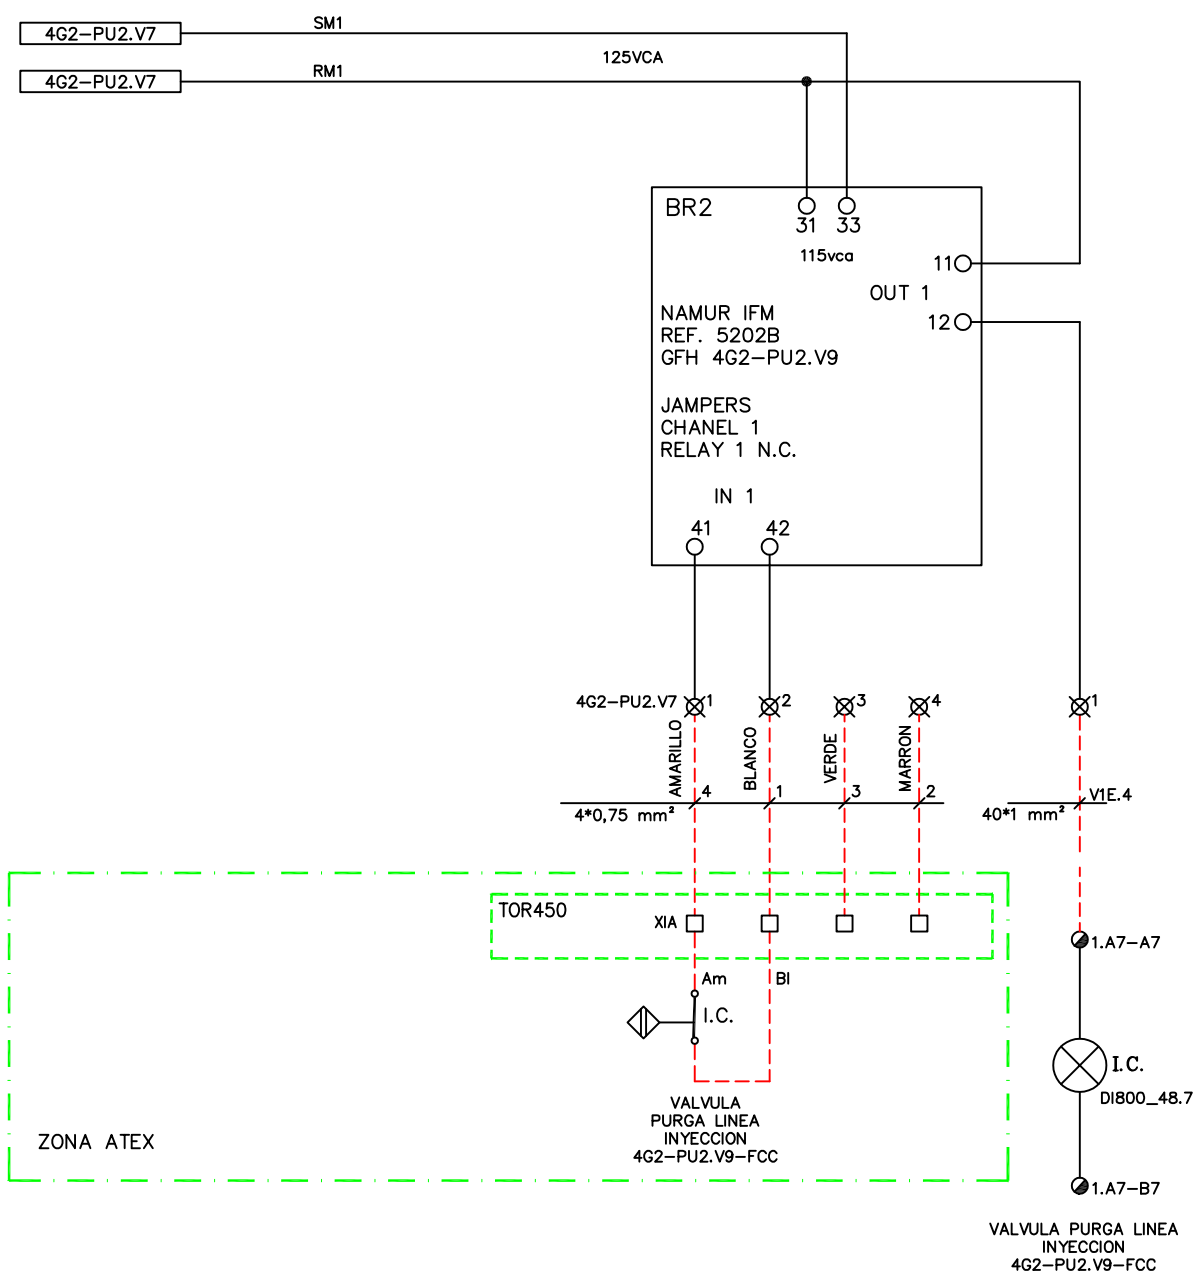 4G2-PU2.V7
SM1
4G2-PU2.V7
RM1
125VCA
BR2
31
33
115vca
11
OUT 1
12
NAMUR IFM
REF. 5202B
GFH 4G2-PU2.V9
JAMPERS
CHANEL 1
RELAY 1 N.C.
IN 1
41
42
4G2-PU2.V7
1
2
3
4
1
AMARILLO
BLANCO
VERDE
MARRON
4
1
3
2
V1E.4
4*0,75 mm²
40*1 mm²
TOR450
XIA
1.A7-A7
Am
BI
I.C.
I.C.
DI800_48.7
VALVULA
PURGA LINEA
INYECCION
4G2-PU2.V9-FCC
ZONA ATEX
1.A7-B7
VALVULA PURGA LINEA
INYECCION
4G2-PU2.V9-FCC